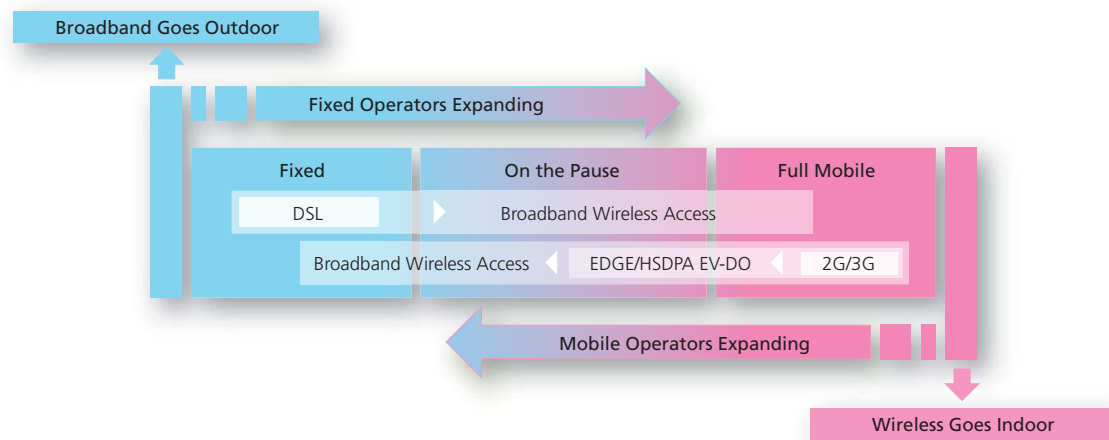 Broadband Goes Outdoor
Fixed Operators Expanding
Fixed
On the Pause
Full Mobile
DSL
Broadband Wireless Access
Broadband Wireless Access
EDGE/HSDPA EV-DO
2G/3G
Mobile Operators Expanding
Wireless Goes Indoor